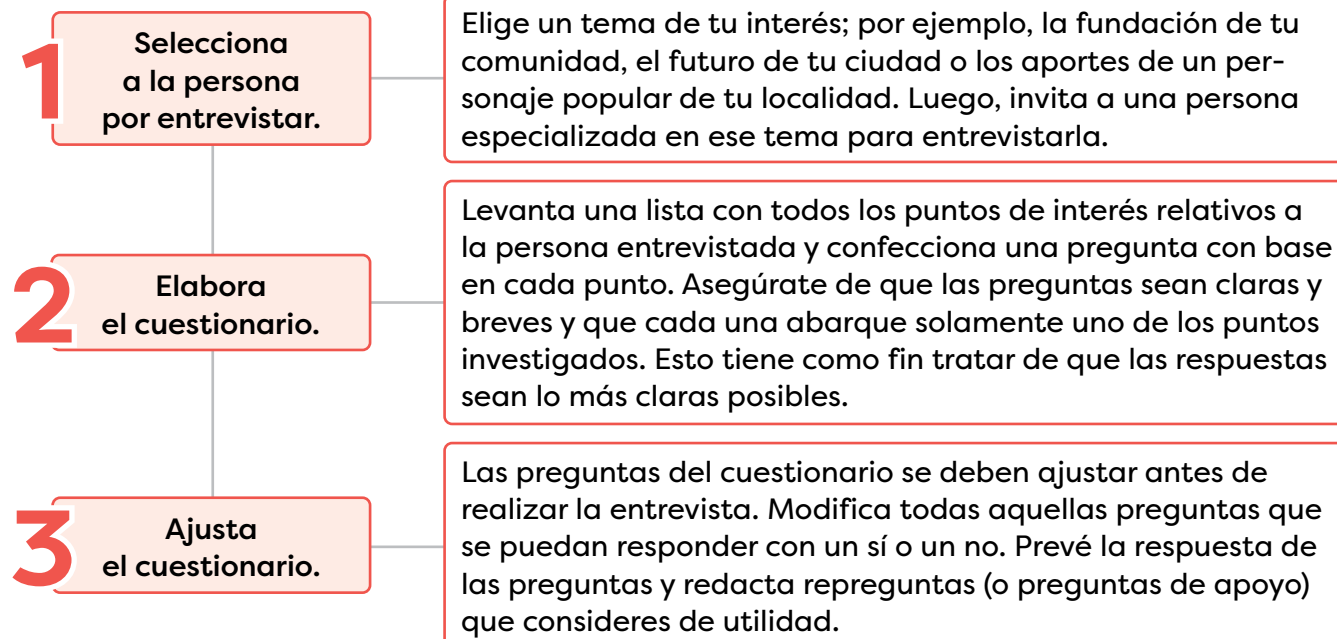 1
Selecciona
a la persona
por entrevistar.
Elige un tema de tu interés; por ejemplo, la fundación de tu
comunidad, el futuro de tu ciudad o los aportes de un per-
sonaje popular de tu localidad. Luego, invita a una persona
especializada en ese tema para entrevistarla.
2
Elabora
el cuestionario.
Levanta una lista con todos los puntos de interés relativos a
la persona entrevistada y confecciona una pregunta con base
en cada punto. Asegúrate de que las preguntas sean claras y
breves y que cada una abarque solamente uno de los puntos
investigados. Esto tiene como fin tratar de que las respuestas
sean lo más claras posibles.
3
Ajusta
el cuestionario.
Las preguntas del cuestionario se deben ajustar antes de
realizar la entrevista. Modifica todas aquellas preguntas que
se puedan responder con un sí o un no. Prevé la respuesta de
las preguntas y redacta repreguntas (o preguntas de apoyo)
que consideres de utilidad.